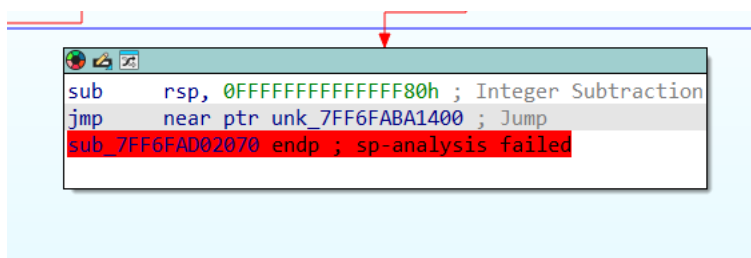 sub     rsp, 0FFFFFFFFFFFFFF80h ; Integer Subtraction
jmp     near ptr unk_7FF6FABA1400 ; Jump
sub_7FF6FAD02070 endp ; sp-analysis failed